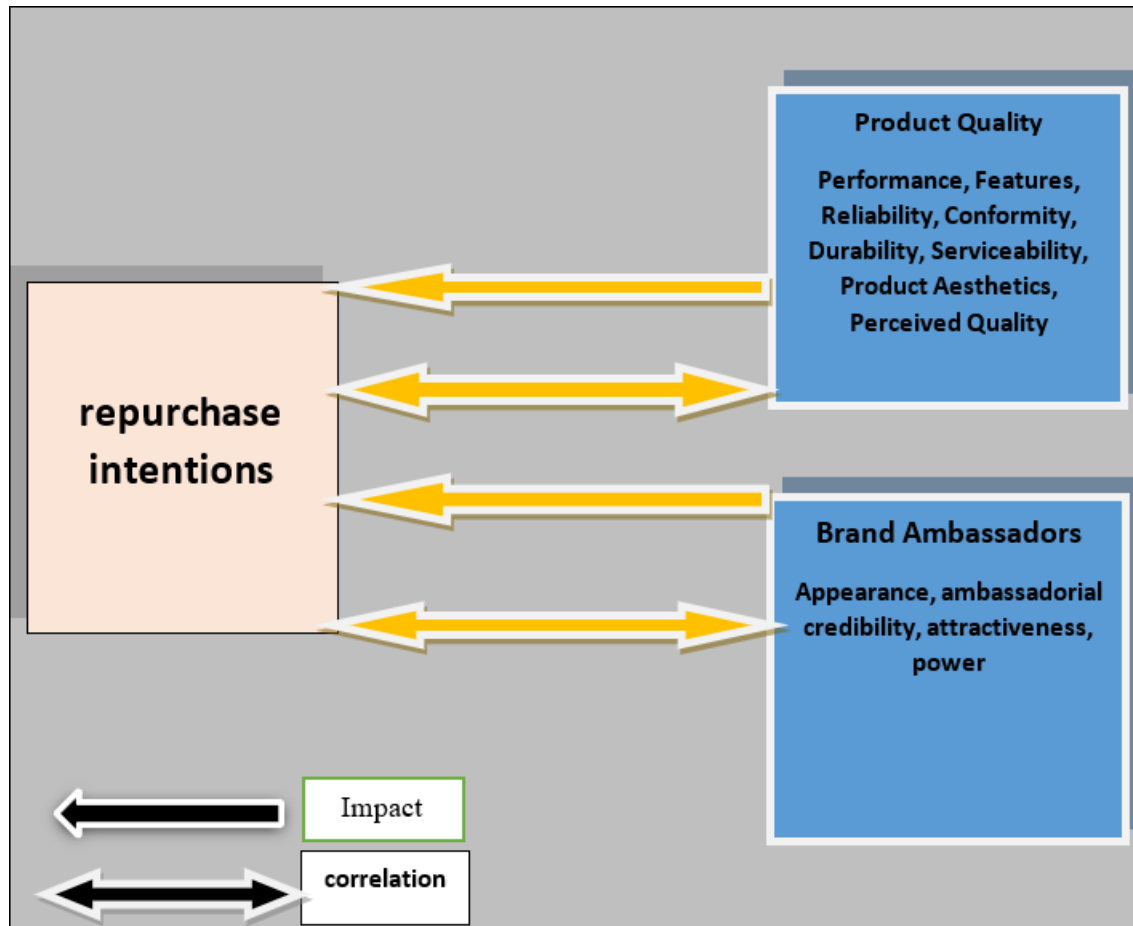 Product Quality
Performance, Features,
Reliability, Conformity,
Durability, Serviceability,
Product Aesthetics,
Perceived Quality
repurchase
intentions
Brand Ambassadors
Appearance, ambassadorial
credibility, attractiveness,
power
Impact
correlation